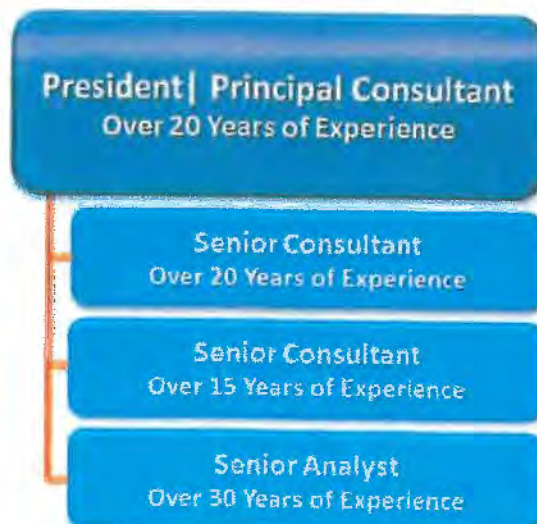 President| Principal Consultant
Over 20 Years of Experience
Senior Consultant
Over 20 Years of Experience
Senior Consultant
Over 15 Years of Experience
Senior Analyst
Over 30 Years of Experience